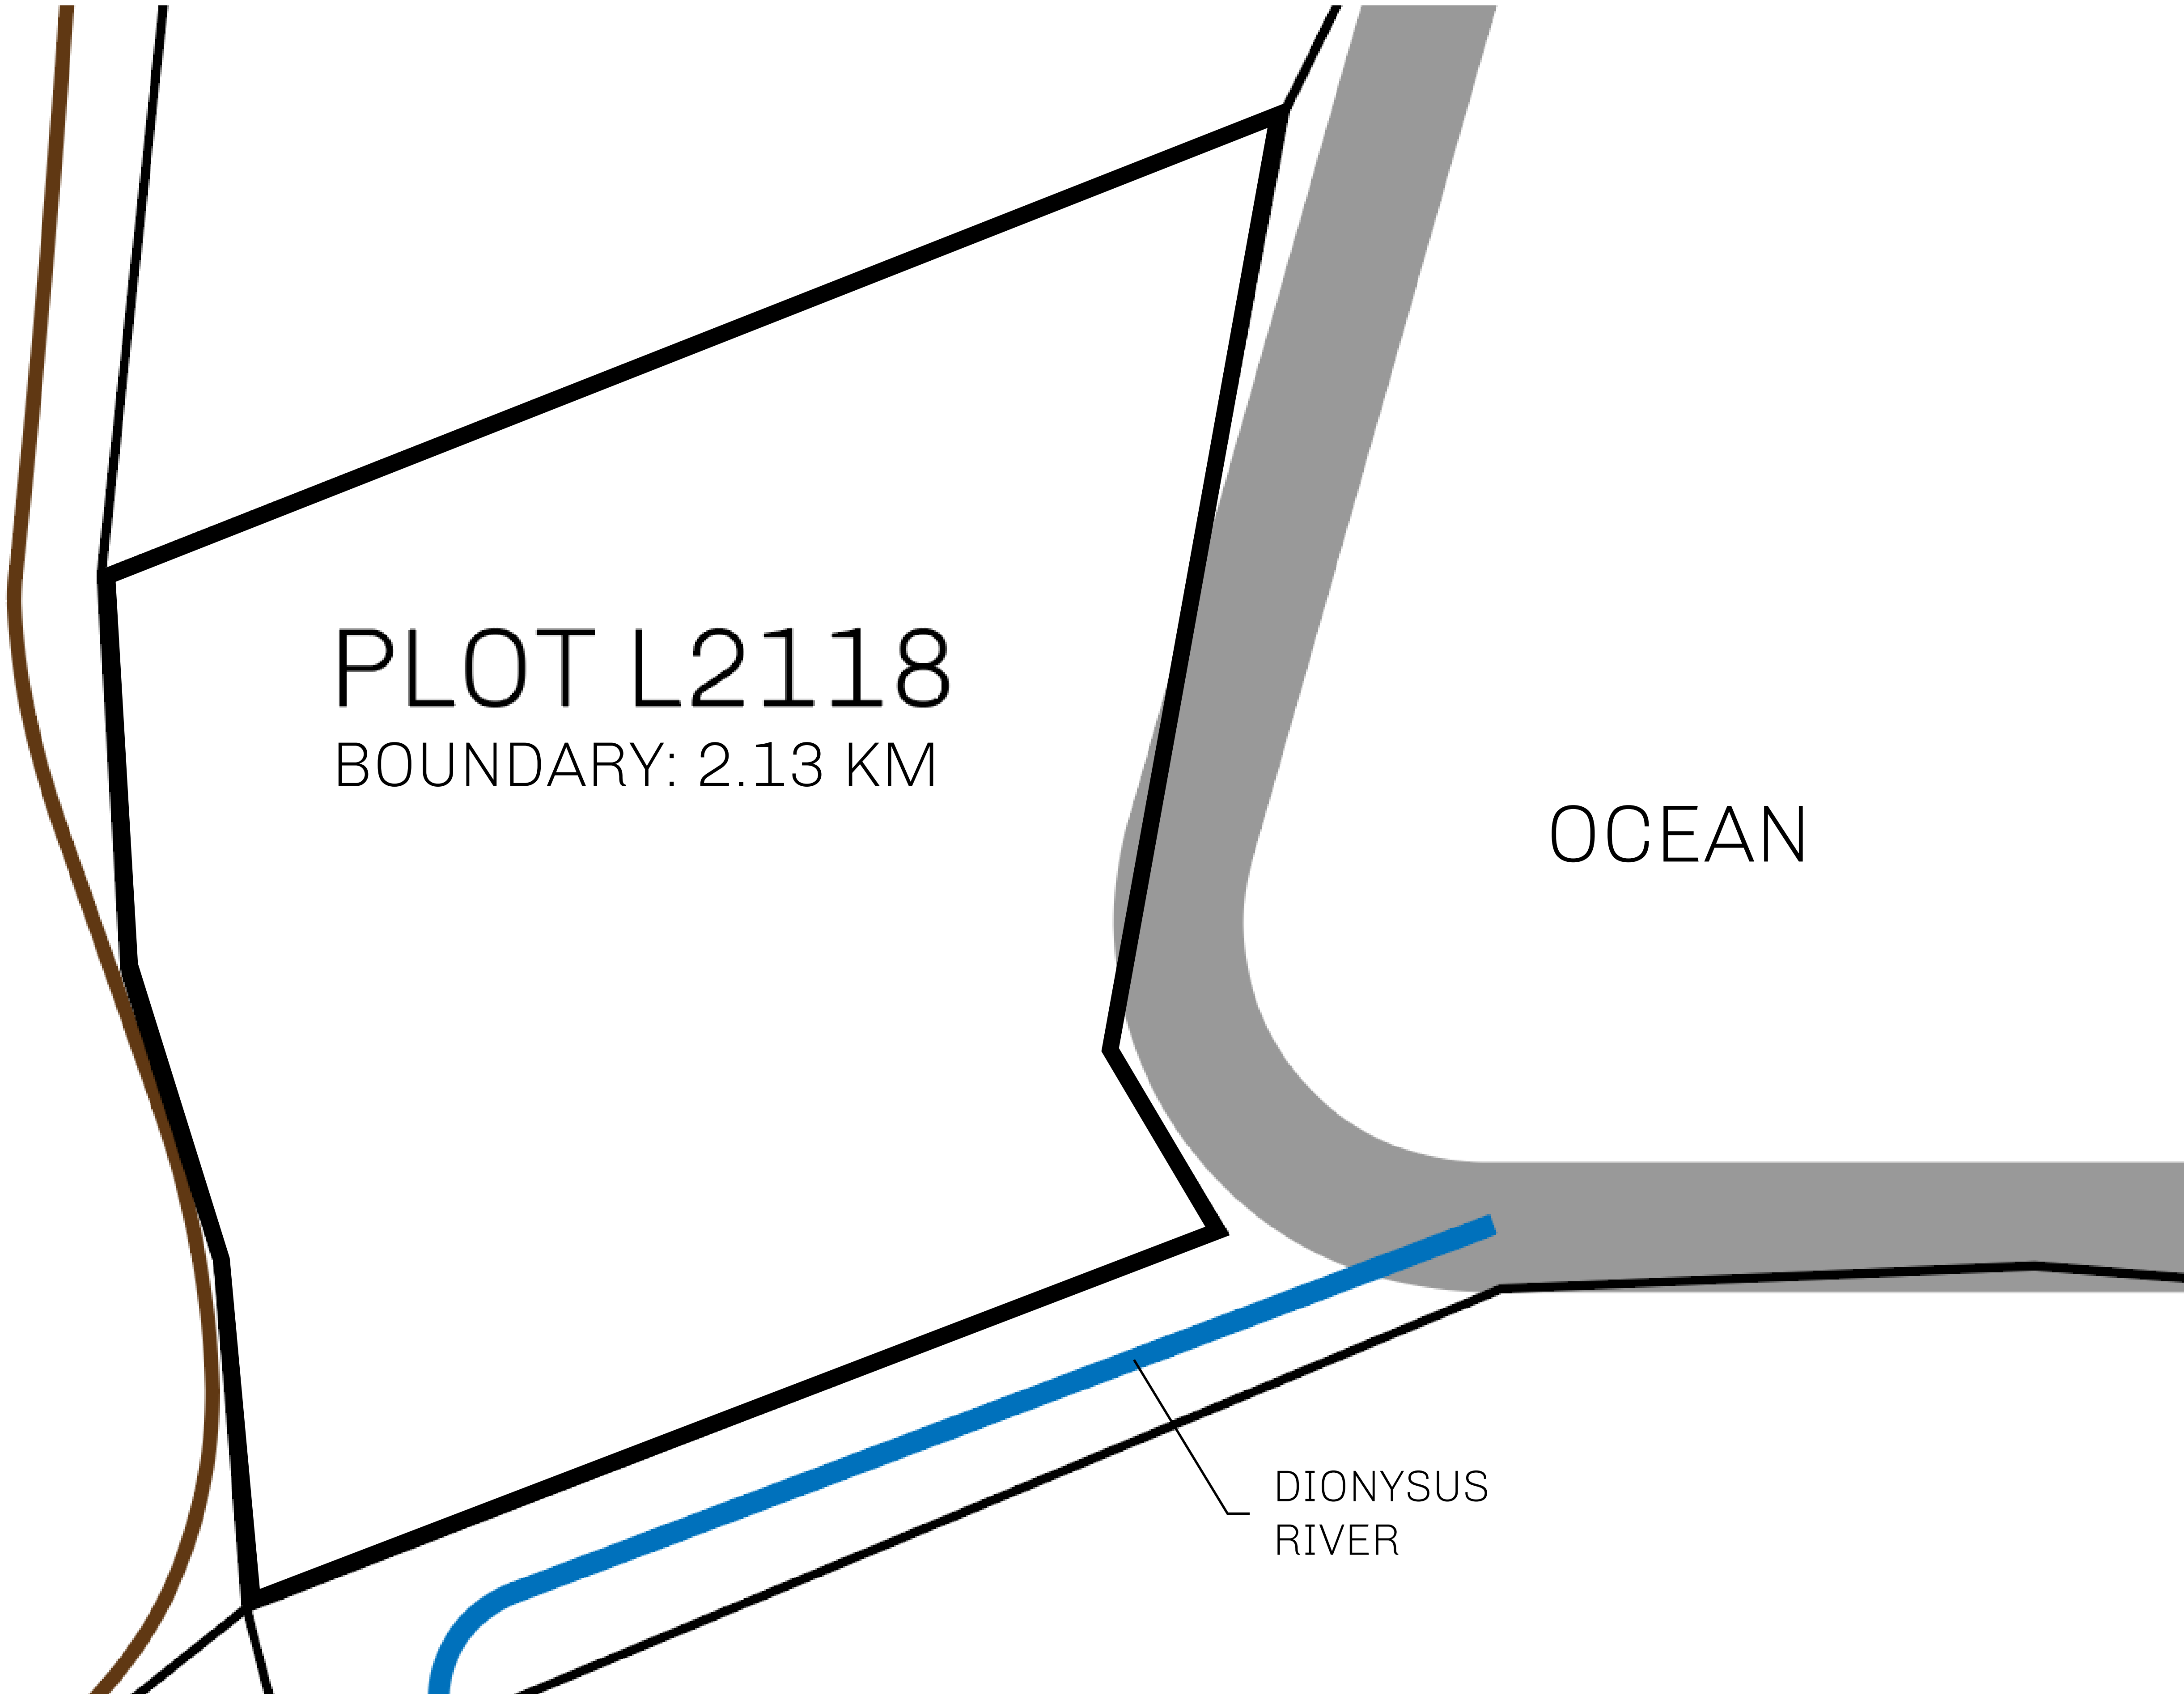 PLOT L2118
BOUNDARY: 2.13 KM
OCEAN
DIONYSUS
RIVER